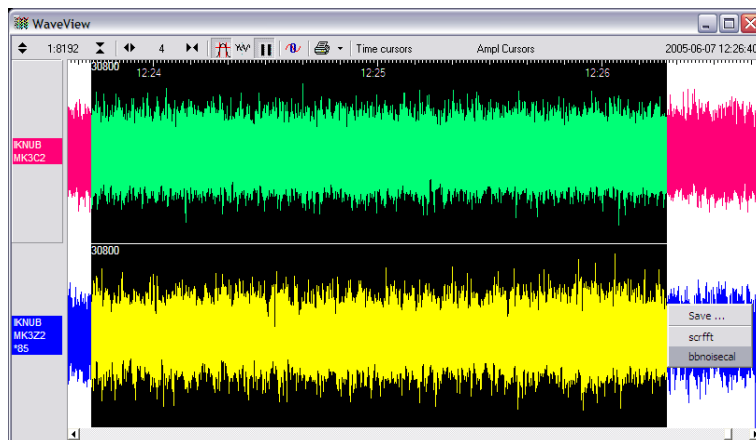 WaveView
1:8192 4 Time cursors Ampl Cursors 2005-06-07 12:26:40
30800
12:24 12:25 12:26
IKNUB
MK3C2
30800
IKNUB
MK3Z2
*85
Save ...
scrfft
bbnoisecal